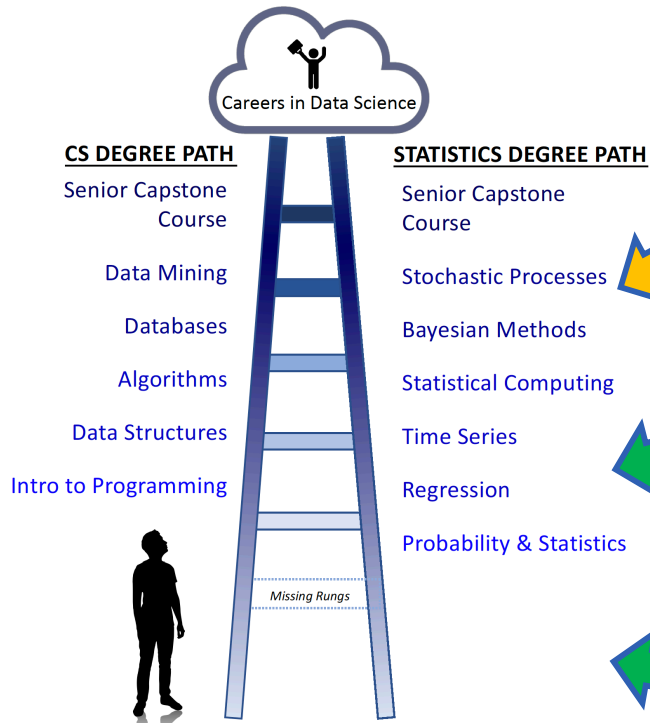 Careers in Data Science
CS DEGREE PATH
Senior Capstone
Course
Data Mining
Databases
Algorithms
Data Structures
Intro to Programming
STATISTICS DEGREE PATH
Senior Capstone
Course
Stochastic Processes
Bayesian Methods
Statistical Computing
Time Series
Regression
Probability & Statistics
Missing Rungs